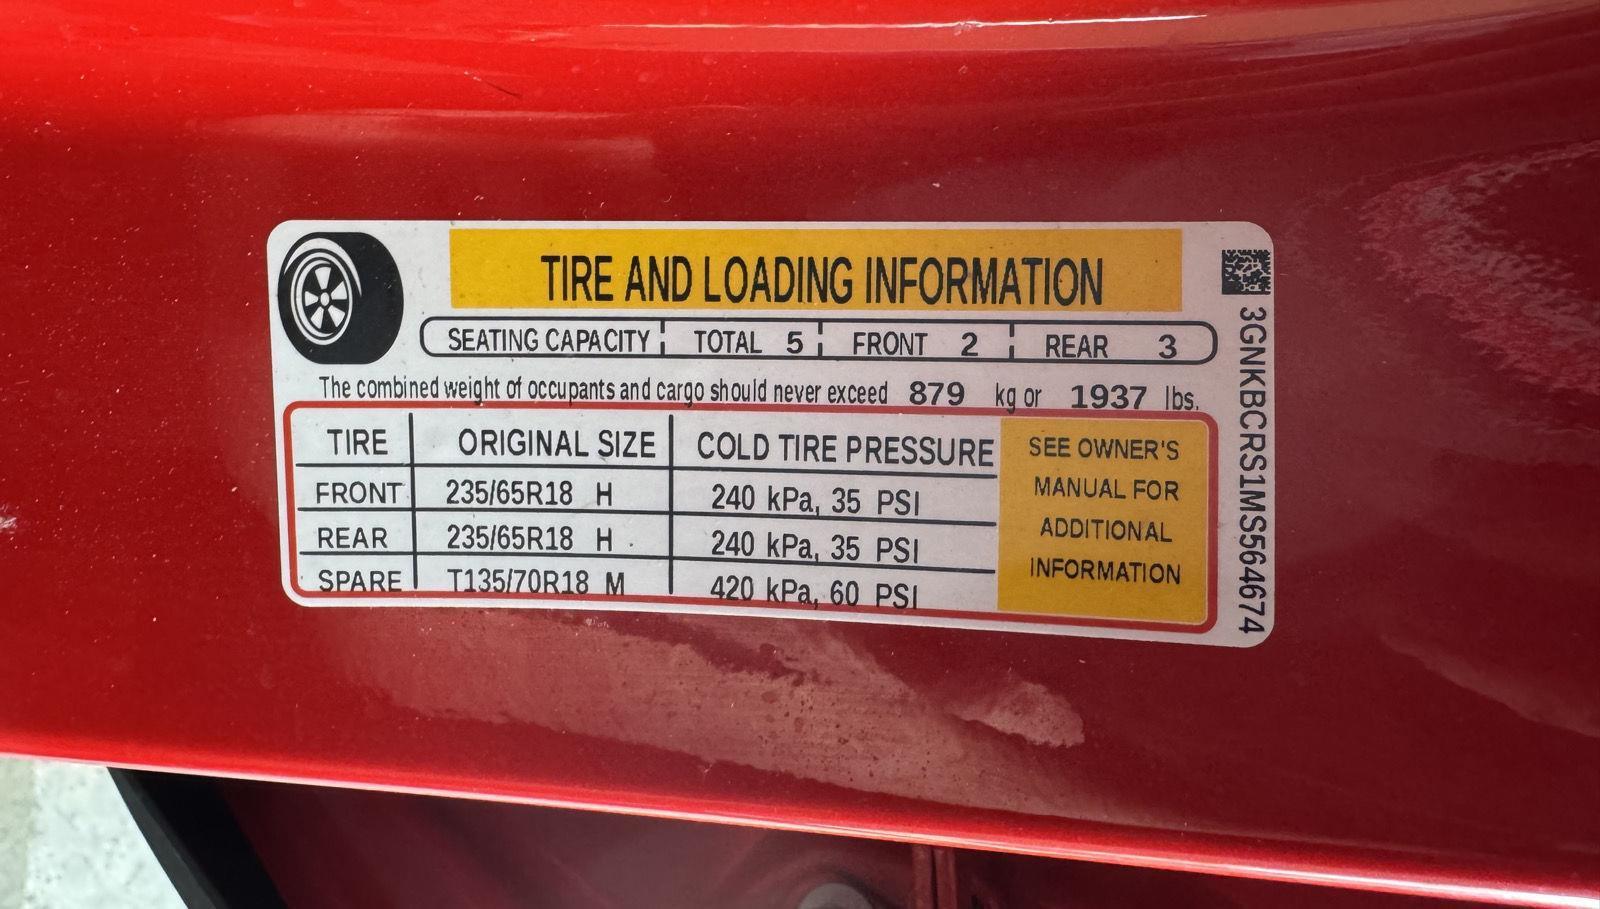 TIRE AND LOADING INFORMATION
SEATING CAPACITY TOTAL 5 FRONT 2 REAR 3
The combined weight of occupants and cargo should never exceed 879 kg or 1937 lbs.
TIRE ORIGINAL SIZE COLD TIRE PRESSURE
FRONT 235/65R18 H 240 kPa, 35 PSI
REAR 235/65R18 H 240 kPa, 35 PSI
SPARE T135/70R18 M 420 kPa, 60 PSI
SEE OWNER'S
MANUAL FOR
ADDITIONAL
INFORMATION
3GNKBCRS1MS564674